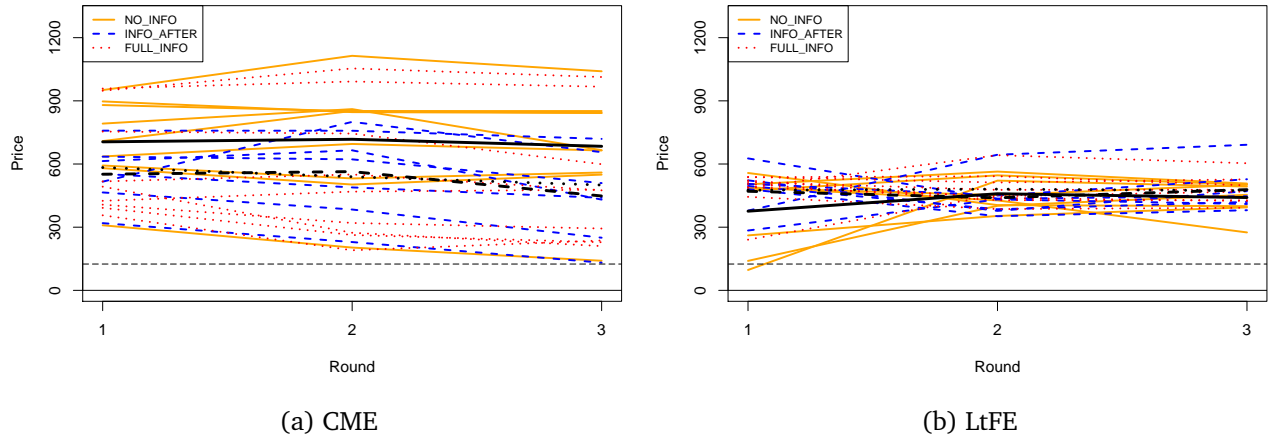 NO_INFO
INFO_AFTER
FULL_INFO
Price
1200
900
600
300
0
1 2 3
Round
(a) CME
NO_INFO
INFO_AFTER
FULL_INFO
Price
1200
900
600
300
0
1 2 3
Round
(b) LtFE